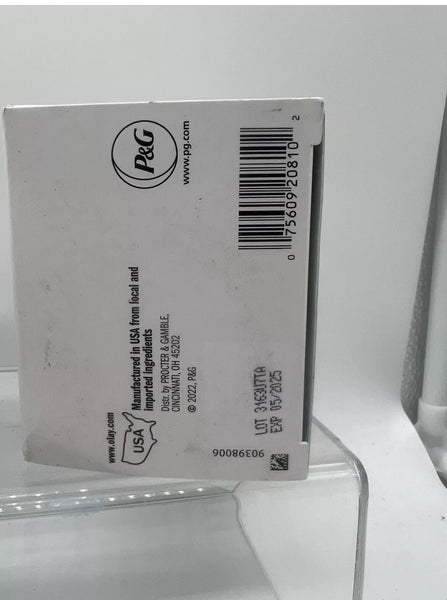 www.olay.com
USA
Manufactured in USA from local and
imported ingredients
Distr. by PROCTER & GAMBLE,
CINCINNATI, OH 45202
© 2022, P&G
P&G
www.pg.com
0 75609 20810 2
90398006
LOT 3163U77TA
EXP 05/2025